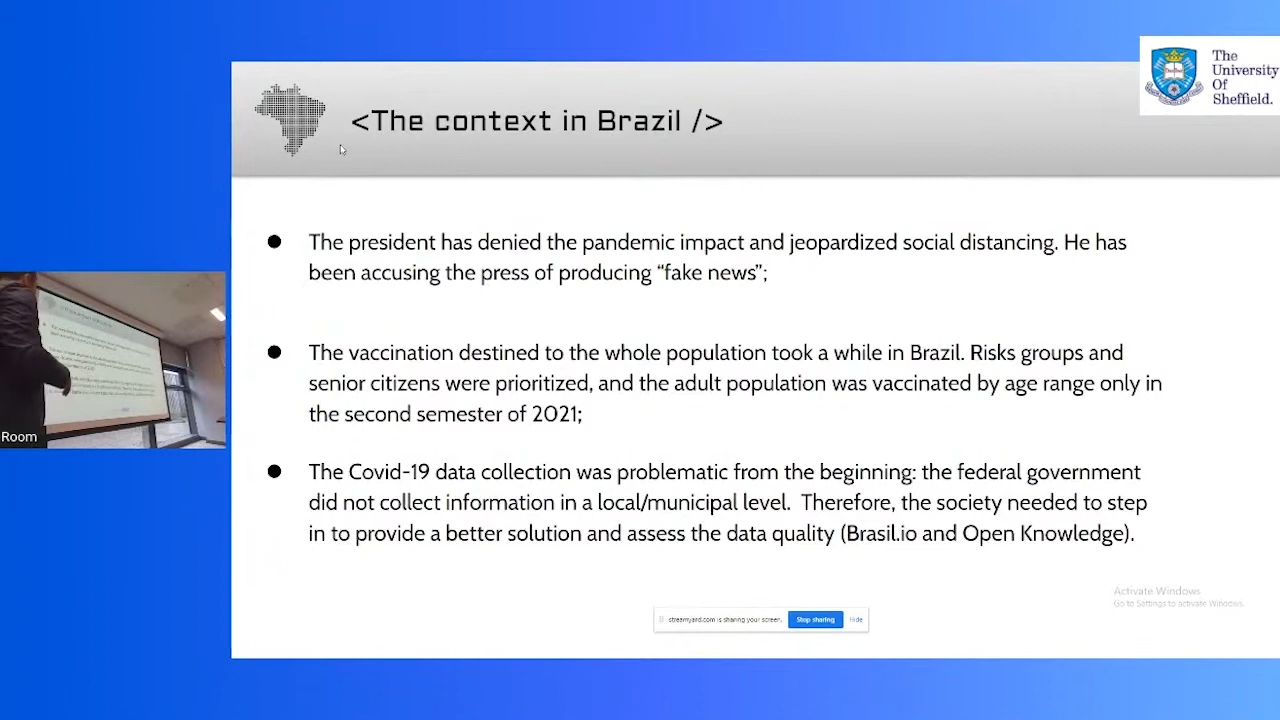 The
University
Of
Sheffield.
<The context in Brazil />
● The president has denied the pandemic impact and jeopardized social distancing. He has
been accusing the press of producing “fake news”;
● The vaccination destined to the whole population took a while in Brazil. Risks groups and
senior citizens were prioritized, and the adult population was vaccinated by age range only in
the second semester of 2021;
● The Covid-19 data collection was problematic from the beginning: the federal government
did not collect information in a local/municipal level. Therefore, the society needed to step
in to provide a better solution and assess the data quality (Brasil.io and Open Knowledge).
Room
Activate Windows
Go to Settings to activate Windows.
streamyard.com is sharing your screen. Stop sharing Hide